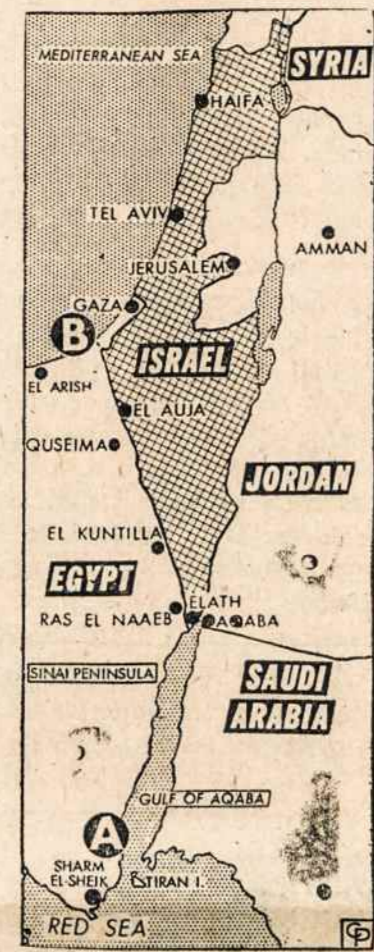 MEDITERRANEAN SEA
SYRIA
HAIFA
TEL AVIV
AMMAN
JERUSALEM
GAZA
B
ISRAEL
EL ARISH
EL AUJA
QUSEIMA
JORDAN
EL KUNTILLA
EGYPT
ELATH
RAS EL NAAEB
AQABA
SINAI PENINSULA
SAUDI
ARABIA
GULF OF AQABA
A
SHARM
EL-SHEIK
TIRAN I.
RED SEA
CP